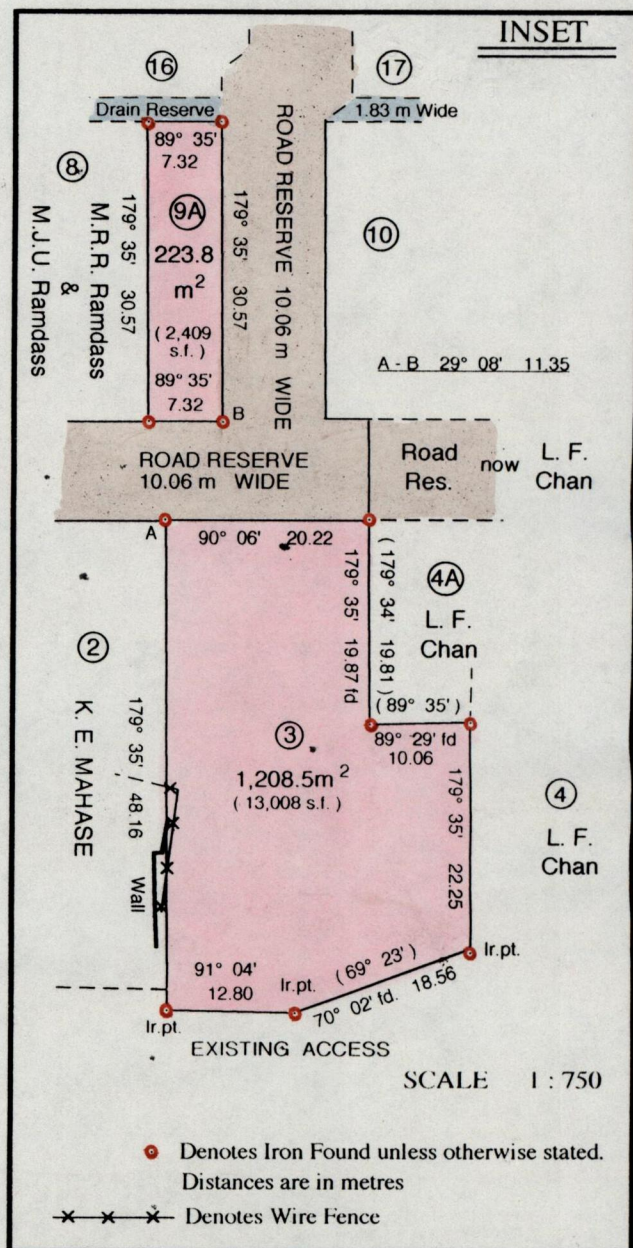 INSET
16
17
Drain Reserve
1.83 m Wide
89° 35'
7.32
8
M.R.R. Ramdass
&
M.J.U. Ramdass
179° 35' 30.57
9A
223.8
m²
( 2,409
s.f. )
89° 35'
7.32
179° 35' 30.57
B
ROAD RESERVE 10.06 m WIDE
10
A - B 29° 08' 11.35
ROAD RESERVE
10.06 m WIDE
Road
Res.
now
L. F.
Chan
A
90° 06' 20.22
179° 35' 19.87 fd
( 179° 34' 19.81 )
4A
L. F.
Chan
( 89° 35' )
89° 29' fd
10.06
2
K. E. MAHASE
179° 35' / 48.16
Wall
3
1,208.5m²
( 13,008 s.f. )
179° 35' 22.25
4
L. F.
Chan
91° 04'
12.80
Ir.pt.
( 69° 23' )
70° 02' fd. 18.56
Ir.pt.
Ir.pt.
EXISTING ACCESS
SCALE 1 : 750
Denotes Iron Found unless otherwise stated.
Distances are in metres
Denotes Wire Fence